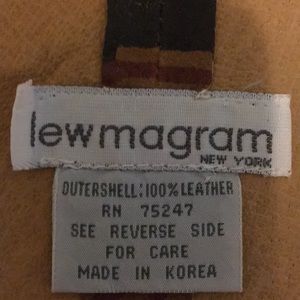 lewmagram
NEW YORK
OUTERSHELL:100% LEATHER
RN 75247
SEE REVERSE SIDE
FOR CARE
MADE IN KOREA